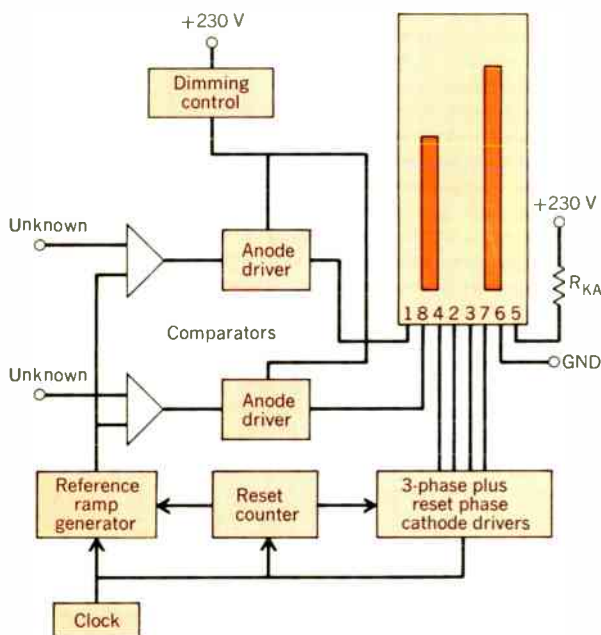 +230 V
Dimming
control
Unknown
Anode
driver
+230 V
R_KA
1 8 4 2 3 7 6 5
Comparators
GND
Unknown
Anode
driver
Reference
ramp
generator
Reset
counter
3-phase plus
reset phase
cathode drivers
Clock